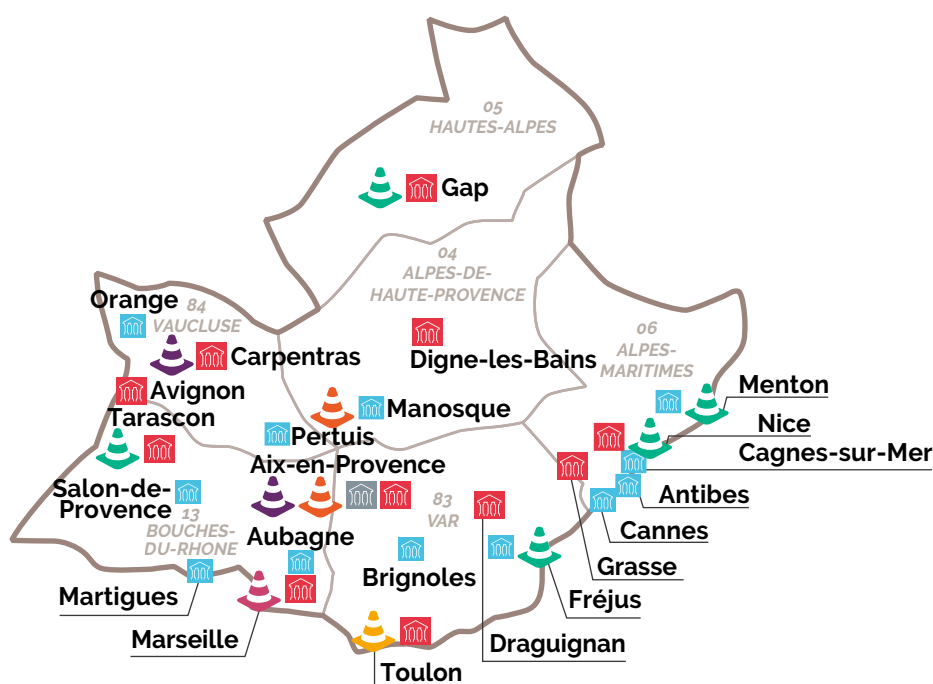 05
HAUTES-ALPES
Gap
04
ALPES-DE-
HAUTE-PROVENCE
Orange
84
VAUCLUSE
06
ALPES-
MARITIMES
Carpentras
Digne-les-Bains
Avignon
Menton
Manosque
Tarascon
Nice
Pertuis
Cagnes-sur-Mer
Aix-en-Provence
Salon-de-
Provence
Antibes
83
VAR
13
BOUCHES-
DU-RHONE
Aubagne
Cannes
Brignoles
Grasse
Martigues
Fréjus
Marseille
Draguignan
Toulon